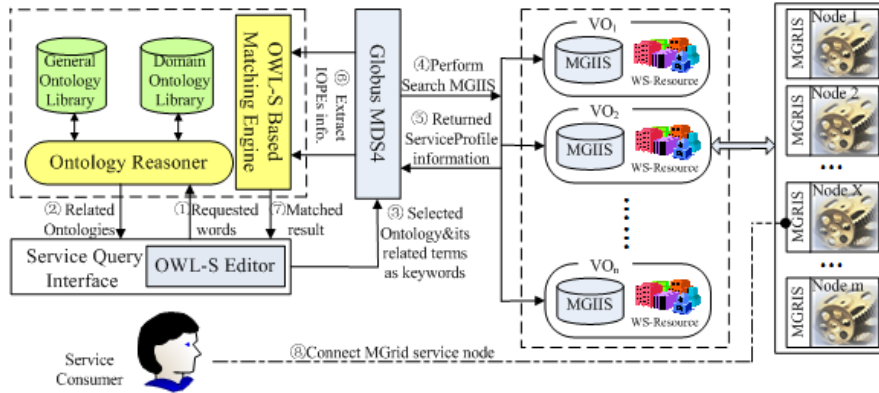 General
Ontology
Library
Domain
Ontology
Library
Ontology Reasoner
OWL-S Based
Matching Engine
⑥ Extract
IOPEs info.
Globus MDS4
④Perform
Search MGIIS
⑤ Returned
ServiceProfile
information
② Related
Ontologies
①Requested
words
⑦Matched
result
③ Selected
Ontology&its
related terms
as keywords
Service Query
Interface
OWL-S Editor
VO1
MGIIS
WS-Resource
VO2
MGIIS
WS-Resource
VOn
MGIIS
WS-Resource
Node 1
MGRIS
Node 2
MGRIS
Node X
MGRIS
Node m
MGRIS
Service
Consumer
⑧Connect MGrid service node